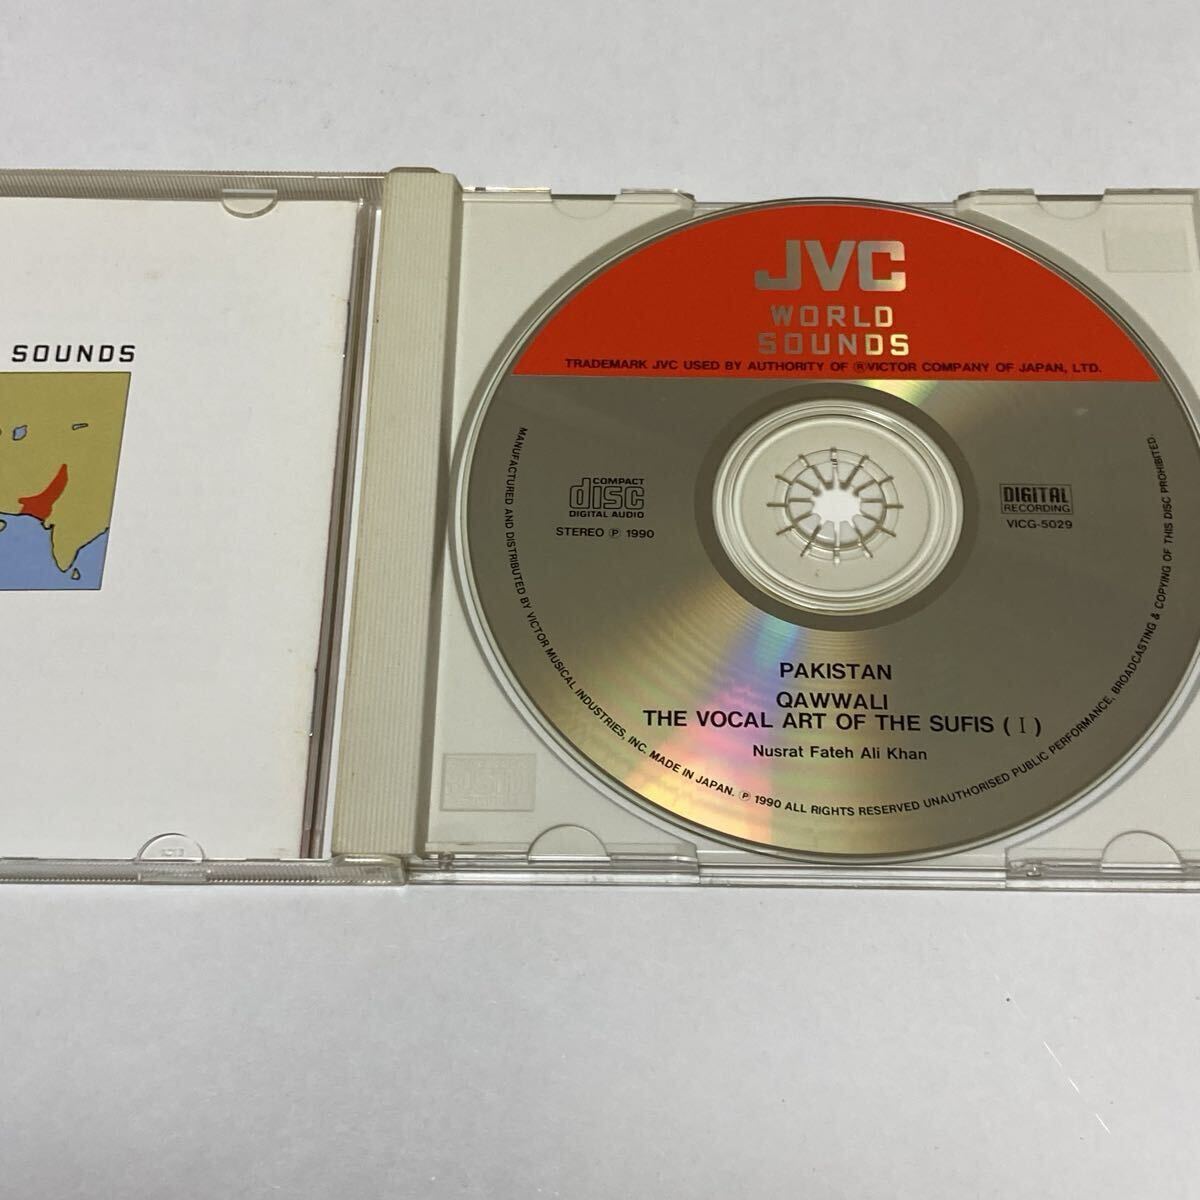 SOUNDS
JVC
WORLD
SOUNDS
TRADEMARK JVC USED BY AUTHORITY OF ®VICTOR COMPANY OF JAPAN, LTD.
COMPACT
disc
DIGITAL AUDIO
STEREO ℗ 1990
DIGITAL
RECORDING
VICG-5029
PAKISTAN
QAWWALI
THE VOCAL ART OF THE SUFIS (I)
Nusrat Fateh Ali Khan
MANUFACTURED AND DISTRIBUTED BY VICTOR MUSICAL INDUSTRIES, INC. MADE IN JAPAN. ℗ 1990 ALL RIGHTS RESERVED UNAUTHORISED PUBLIC PERFORMANCE, BROADCASTING & COPYING OF THIS DISC PROHIBITED.